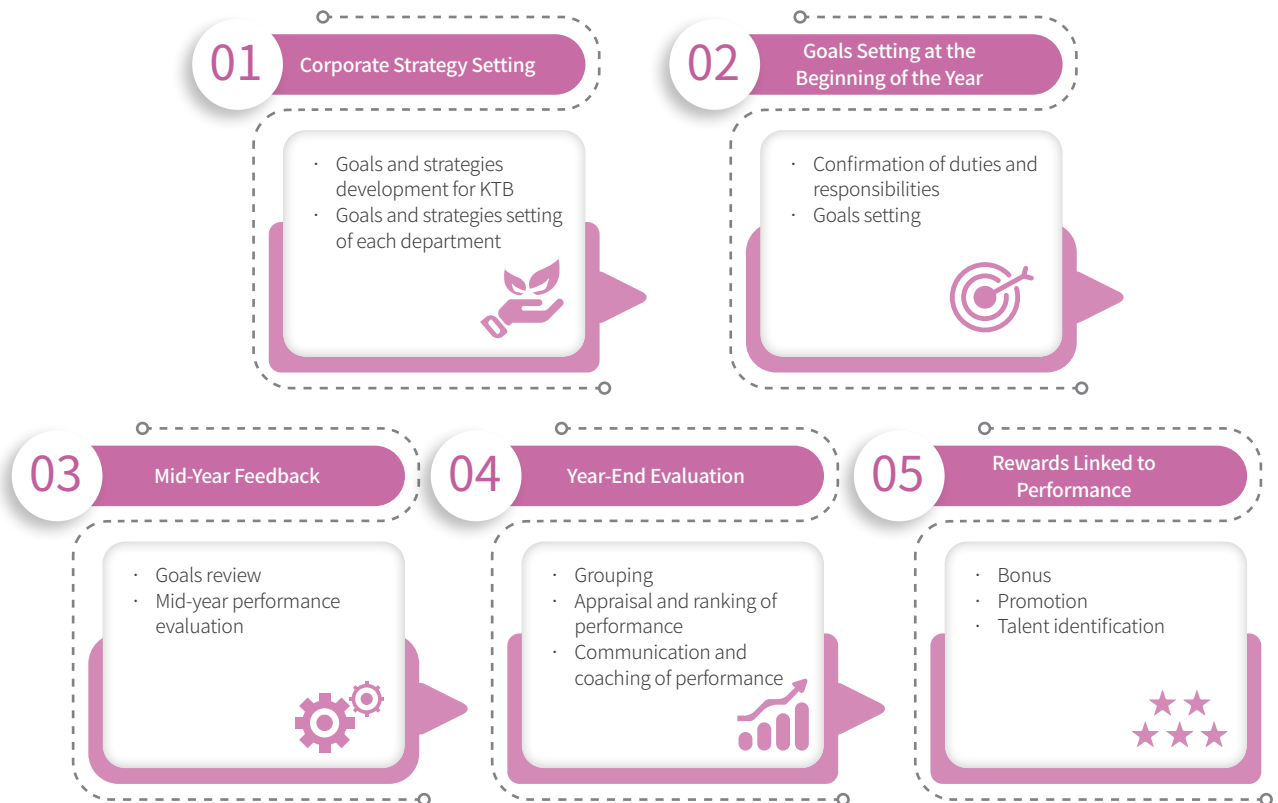 01
Corporate Strategy Setting
· Goals and strategies
development for KTB
· Goals and strategies setting
of each department
02
Goals Setting at the
Beginning of the Year
· Confirmation of duties and
responsibilities
· Goals setting
03
Mid-Year Feedback
· Goals review
· Mid-year performance
evaluation
04
Year-End Evaluation
· Grouping
· Appraisal and ranking of
performance
· Communication and
coaching of performance
05
Rewards Linked to
Performance
· Bonus
· Promotion
· Talent identification